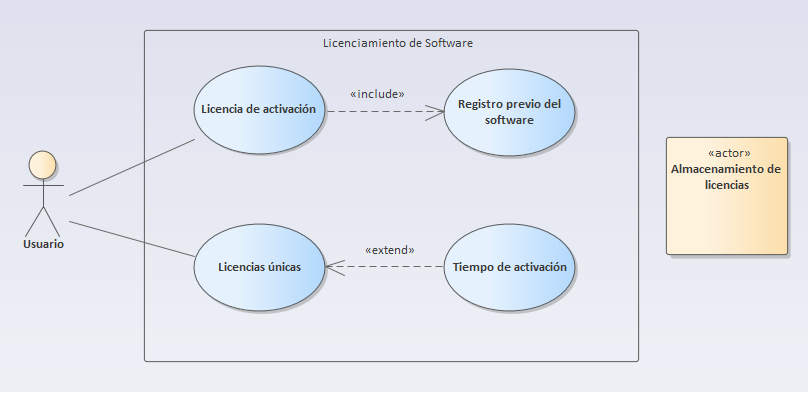 Licenciamiento de Software
Licencia de activación
«include»
Registro previo del
software
«actor»
Almacenamiento de
licencias
Usuario
Licencias únicas
«extend»
Tiempo de activación